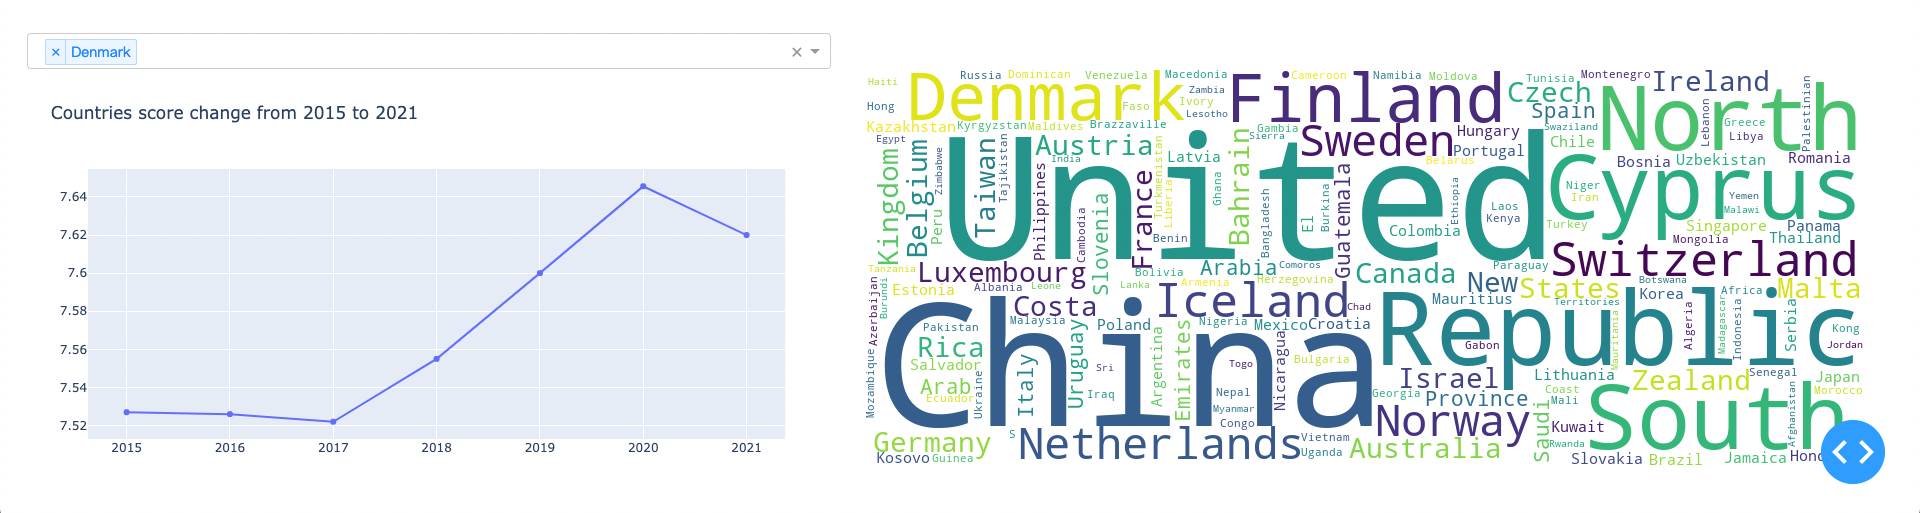 × Denmark × 
Countries score change from 2015 to 2021
7.64
7.62
7.6
7.58
7.56
7.54
7.52
2015 2016 2017 2018 2019 2020 2021
Haiti
Russia
Dominican
Venezuela
Macedonia
Cameroon
Namibia
Moldova
Tunisia
Montenegro
Ireland
Denmark
Finland
Czech
North
Zambia
Hong
Faso
Ivory
Lesotho
Spain
Lebanon
Greece
Palestinian
Kazakhstan
Kyrgyzstan
Maldives
Brazzaville
Gambia
Sierra
Sweden
Hungary
Swaziland
Libya
Egypt
Kingdom
Belgium
Zimbabwe
Taiwan
Tajikistan
Austria
India
Latvia
Bahrain
Portugal
Belarus
Chile
Bosnia
Uzbekistan
Romania
United
Cyprus
Peru
Philippines
Cambodia
Slovenia
France
Turkmenistan
Liberia
Ghana
Bangladesh
El
Burkina
Guatemala
Ethiopia
Laos
Kenya
Niger
Iran
Yemen
Malawi
Benin
Colombia
Turkey
Singapore
Panama
Mongolia
Thailand
Tanzania
Luxembourg
Bolivia
Arabia
Comoros
Herzegovina
Canada
Paraguay
Switzerland
Azerbaijan
Burundi
Estonia
Albania
Leone
Lanka
Armenia
New
States
Botswana
Korea
Africa
Malta
Costa
Iceland
Chad
Mauritius
Territories
China
Republic
Pakistan
Malaysia
Poland
Nigeria
Mexico
Croatia
Gabon
Mauritania
Algeria
Madagascar
Indonesia
Serbia
Kong
Jordan
Rica
Salvador
Mozambique
Arab
Ecuador
Ukraine
Italy
Uruguay
Sri
Iraq
Argentina
Emirates
Togo
Nepal
Myanmar
Congo
Nicaragua
Bulgaria
Georgia
Israel
Province
Lithuania
Coast
Mali
Zealand
Senegal
Japan
Morocco
Afghanistan
South
Germany
S
Netherlands
Norway
Vietnam
Uganda
Australia
Saudi
Kuwait
Rwanda
Kosovo
Guinea
Slovakia
Brazil
Jamaica